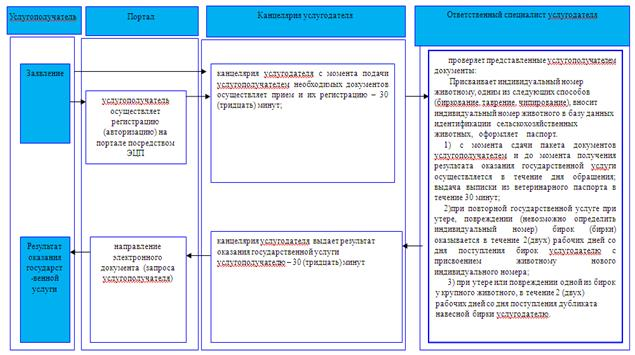 Услугополучатель
Портал
Канцелярия услугодателя
Ответственный специалист услугодателя
Заявление
услугополучатель
осуществляет
регистрацию
(авторизацию) на
портале посредством
ЭЦП
канцелярия услугодателя с момента подачи
услугополучателем необходимых документов
осуществляет прием и их регистрацию – 30
(тридцать) минут;
проверяет представленные услугополучателем
документы:
Присваивает индивидуальный номер
животному, одним из следующих способов
(биркование, таврение, чипирование), вносит
индивидуальный номер животного в базу данных
идентификации сельскохозяйственных
животных, оформляет паспорт.
1) с момента сдачи пакета документов
услугополучателем и до момента получения
результата оказания государственной услуги
осуществляется в течение дня обращения;
выдача выписки из ветеринарного паспорта в
течение 30 минут;
2)при повторной государственной услуге при
утере, повреждении (невозможно определить
индивидуальный номер) бирок (бирки)
оказывается в течение 2(двух) рабочих дней со
дня поступления бирок услугодателю с
присвоением животному нового
индивидуального номера;
3) при утере или повреждении одной из бирок
у крупного животного, в течение 2 (двух)
рабочих дней со дня поступления дубликата
навесной бирки услугодателю.
Результат
оказания
государст
-венной
услуги
направление
электронного
документа (запроса
услугополучателя)
канцелярия услугодателя выдает результат
оказания государственной услуги
услугополучателю – 30 (тридцать) минут